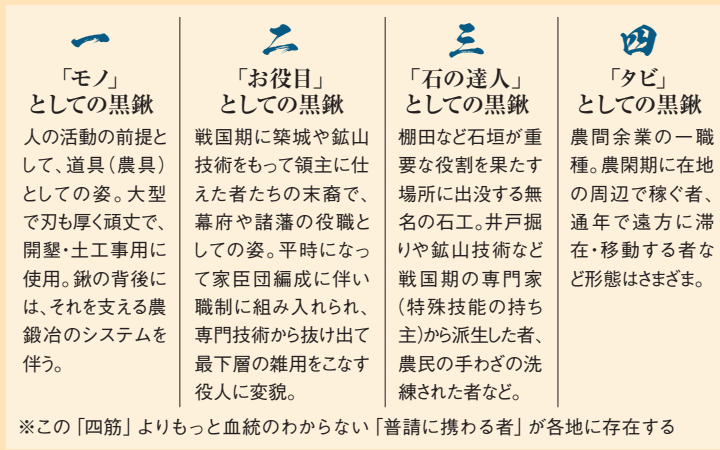 一
「モノ」
としての黒鍬
人の活動の前提と
して、道具（農具）
としての姿。大型
で刃も厚く頑丈で、
開墾・土工事用に
使用。鍬の背後に
は、それを支える農
鍛冶のシステムを
伴う。
二
「お役目」
としての黒鍬
戦国期に築城や鉱山
技術をもって領主に仕
えた者たちの末裔で、
幕府や諸藩の役職と
しての姿。平時になっ
て家臣団編成に伴い
職制に組み入れられ、
専門技術から抜け出て
最下層の雑用をこなす
役人に変貌。
三
「石の達人」
としての黒鍬
棚田など石垣が重
要な役割を果たす
場所に出没する無
名の石工。井戸掘
りや鉱山技術など
戦国期の専門家
（特殊技能の持ち
主）から派生した者、
農民の手わざの洗
練された者など。
四
「タビ」
としての黒鍬
農間余業の一職
種。農閑期に在地
の周辺で稼ぐ者、
通年で遠方に滞
在・移動する者な
ど形態はさまざま。
※この「四筋」よりもっと血統のわからない「普請に携わる者」が各地に存在する